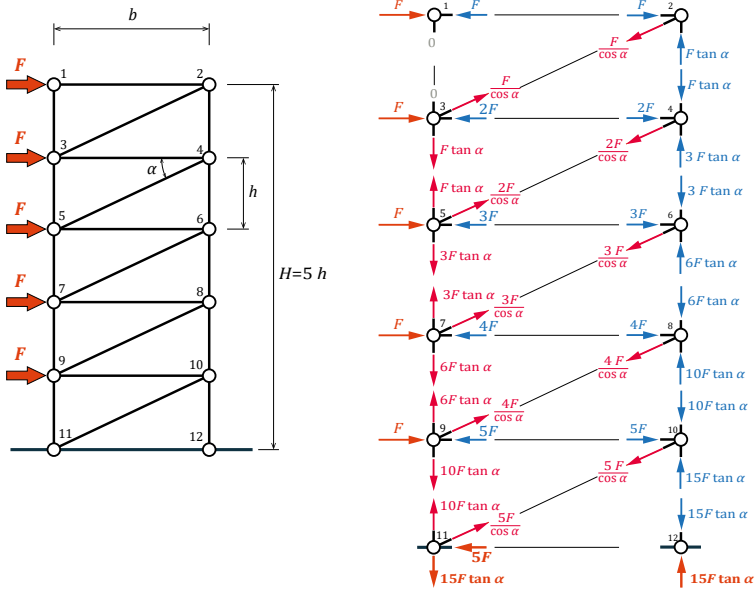 b
F
1
2
F
3
4
α
h
F
5
6
H=5 h
F
7
8
F
9
10
11
12
F
1
F
F
2
0
F/cos α
F tan α
F/cos α
F tan α
0
F
3
2F
2F
4
F tan α
2F/cos α
3 F tan α
F tan α
2F/cos α
3 F tan α
F
5
3F
3F
6
3F tan α
3 F/cos α
6F tan α
3F tan α
3F/cos α
6F tan α
F
7
4F
4F
8
6F tan α
4 F/cos α
10F tan α
6F tan α
4F/cos α
10F tan α
F
9
5F
5F
10
10F tan α
5 F/cos α
15F tan α
10F tan α
5F/cos α
15F tan α
11
5F
12
15F tan α
15F tan α